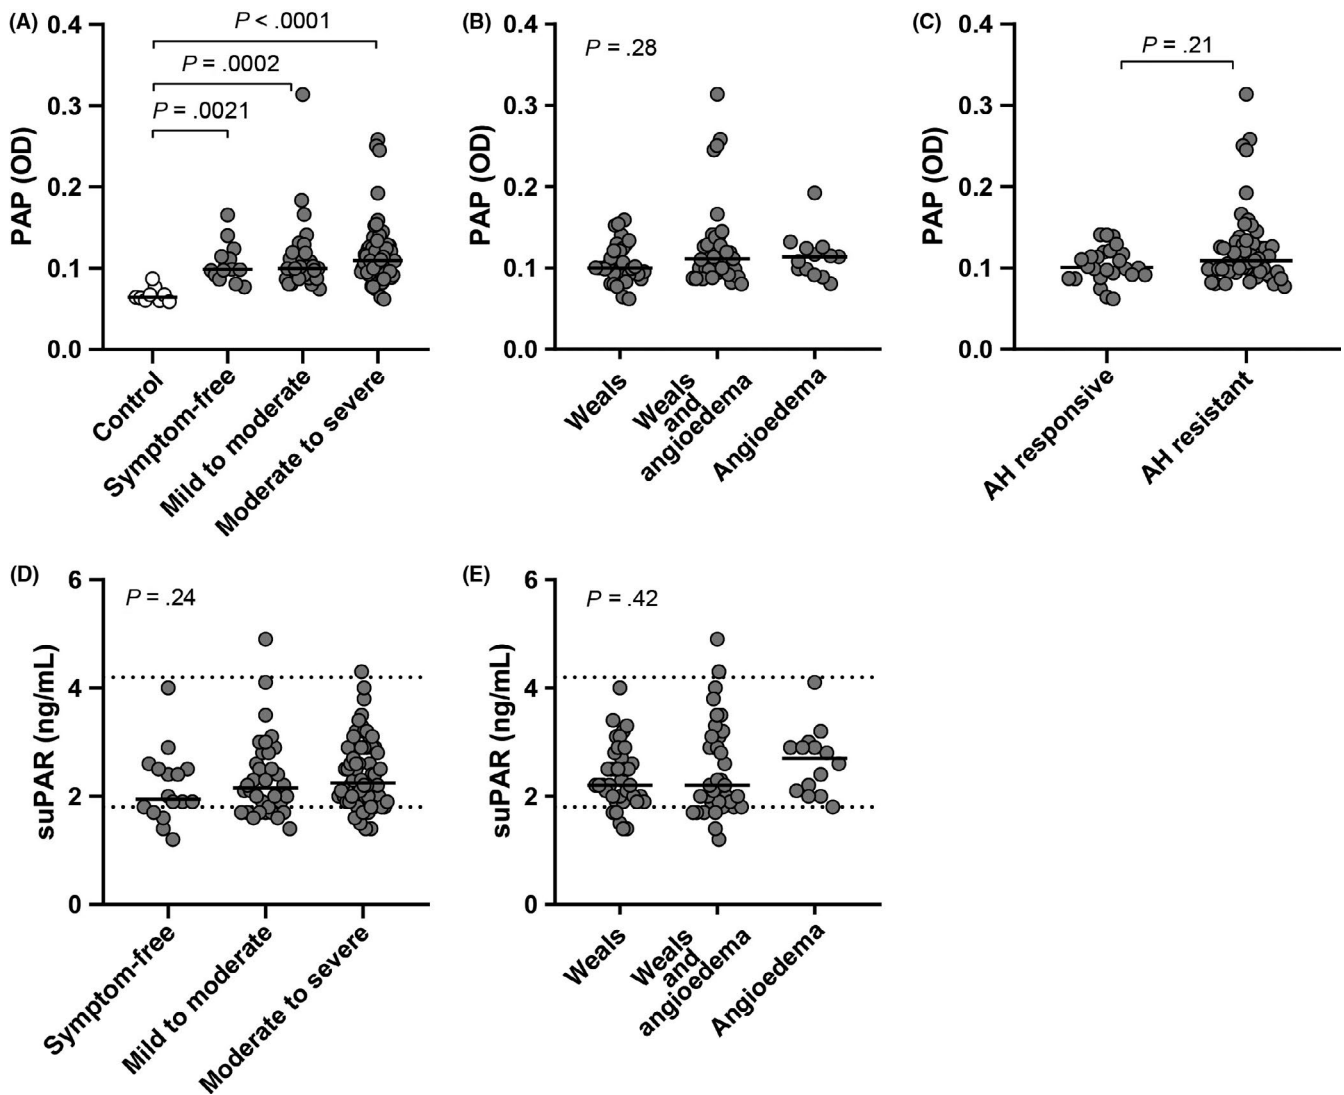 (A)
0.4
0.3
0.2
0.1
0.0
PAP (OD)
P < .0001
P = .0002
P = .0021
Control
Symptom-free
Mild to moderate
Moderate to severe
(B)
0.4
0.3
0.2
0.1
0.0
PAP (OD)
P = .28
Weals
Weals
and
angioedema
Angioedema
(C)
0.4
0.3
0.2
0.1
0.0
PAP (OD)
P = .21
AH responsive
AH resistant
(D)
6
4
2
0
suPAR (ng/mL)
P = .24
Symptom-free
Mild to moderate
Moderate to severe
(E)
6
4
2
0
suPAR (ng/mL)
P = .42
Weals
Weals
and
angioedema
Angioedema